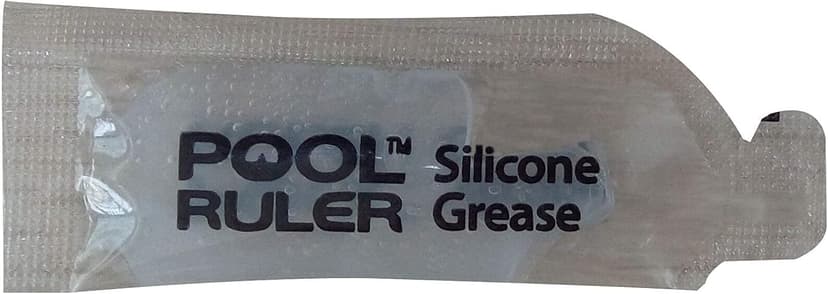 POOL™ Silicone
RULER Grease